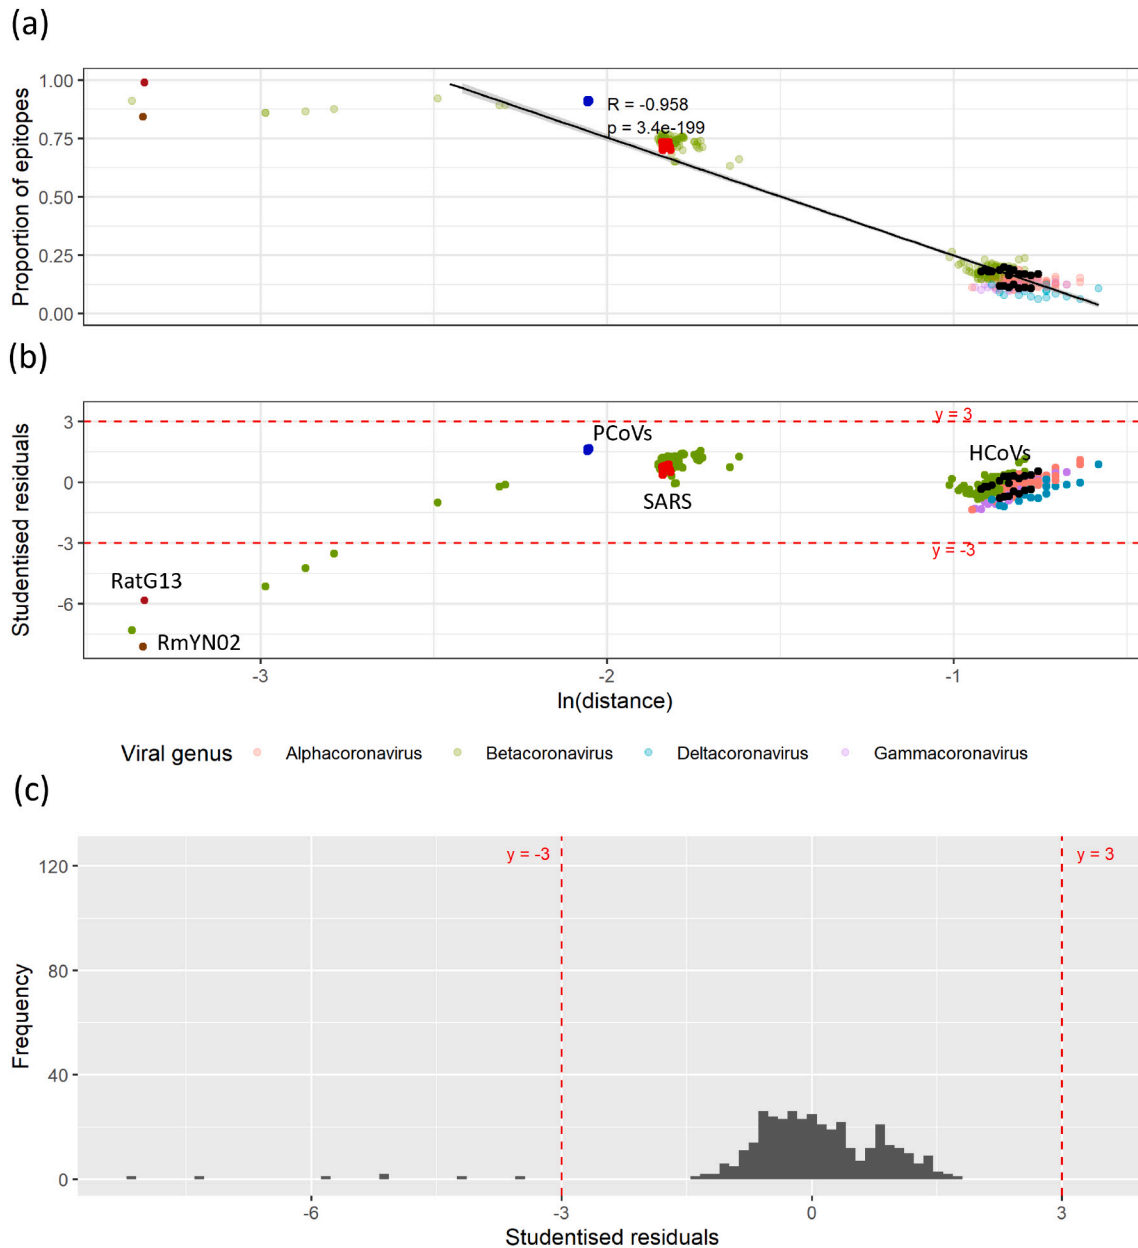 (a)
1.00
0.75
0.50
0.25
0.00
Proportion of epitopes
R = -0.958
p = 3.4e-199
(b)
3
0
-3
-6
Studentised residuals
y = 3
PCoVs
HCoVs
SARS
y = -3
RatG13
RmYN02
-3 -2 -1
ln(distance)
Viral genus Alphacoronavirus Betacoronavirus Deltacoronavirus Gammacoronavirus
(c)
120
80
40
0
Frequency
y = -3
y = 3
-6 -3 0 3
Studentised residuals